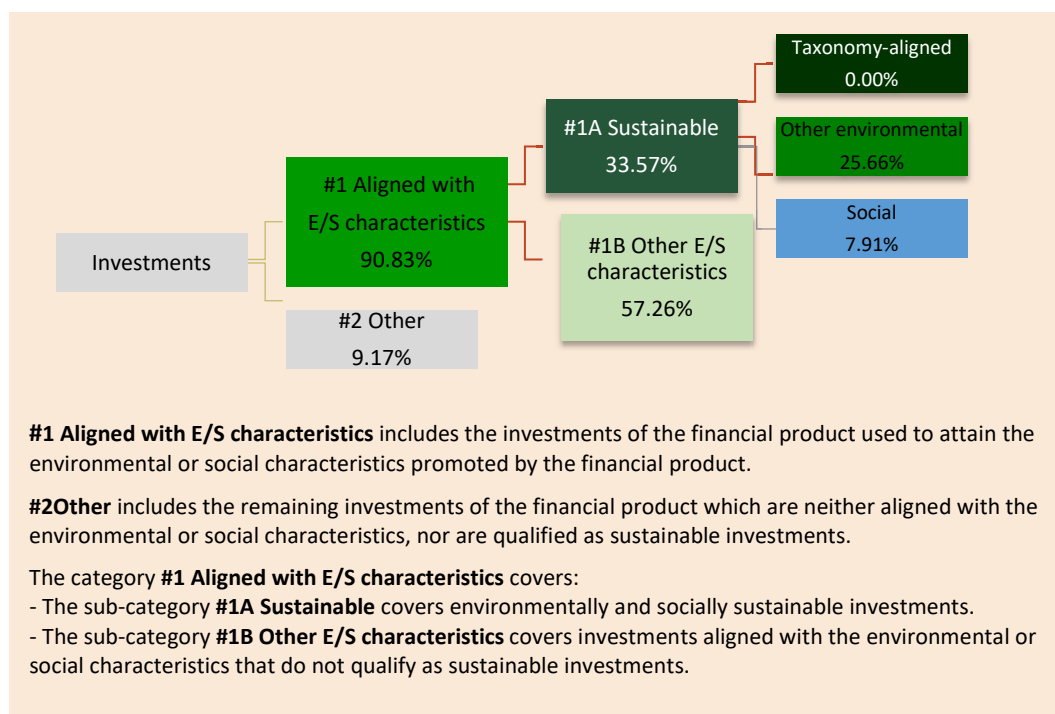 Taxonomy-aligned
0.00%
#1A Sustainable
33.57%
Other environmental
25.66%
#1 Aligned with
E/S characteristics
90.83%
Social
7.91%
Investments
#1B Other E/S
characteristics
57.26%
#2 Other
9.17%
#1 Aligned with E/S characteristics includes the investments of the financial product used to attain the
environmental or social characteristics promoted by the financial product.
#2Other includes the remaining investments of the financial product which are neither aligned with the
environmental or social characteristics, nor are qualified as sustainable investments.
The category #1 Aligned with E/S characteristics covers:
- The sub-category #1A Sustainable covers environmentally and socially sustainable investments.
- The sub-category #1B Other E/S characteristics covers investments aligned with the environmental or
social characteristics that do not qualify as sustainable investments.